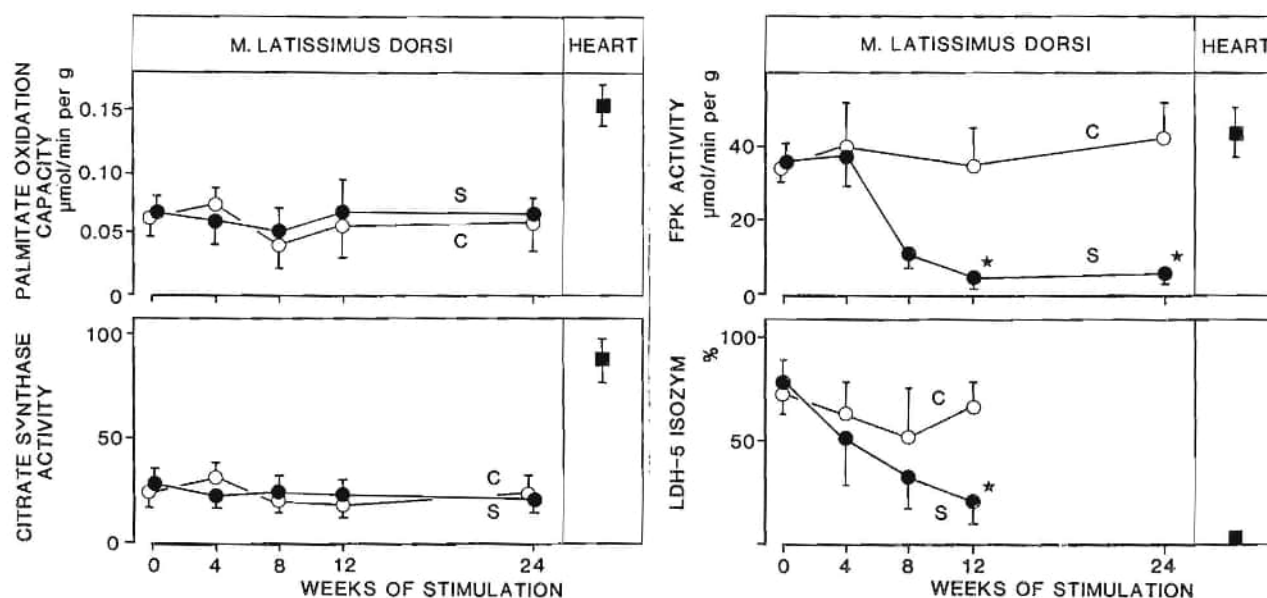 M. LATISSIMUS DORSI
HEART
PALMITATE OXIDATION
CAPACITY
µmol/min per g
0.15
0.10
0.05
0
S
C
CITRATE SYNTHASE
ACTIVITY
100
50
0
C
S
0 4 8 12 24
WEEKS OF STIMULATION
M. LATISSIMUS DORSI
HEART
FPK ACTIVITY
µmol/min per g
40
20
0
C
S
★
★
LDH-5 ISOZYM
%
100
50
C
S
★
0 4 8 12 24
WEEKS OF STIMULATION